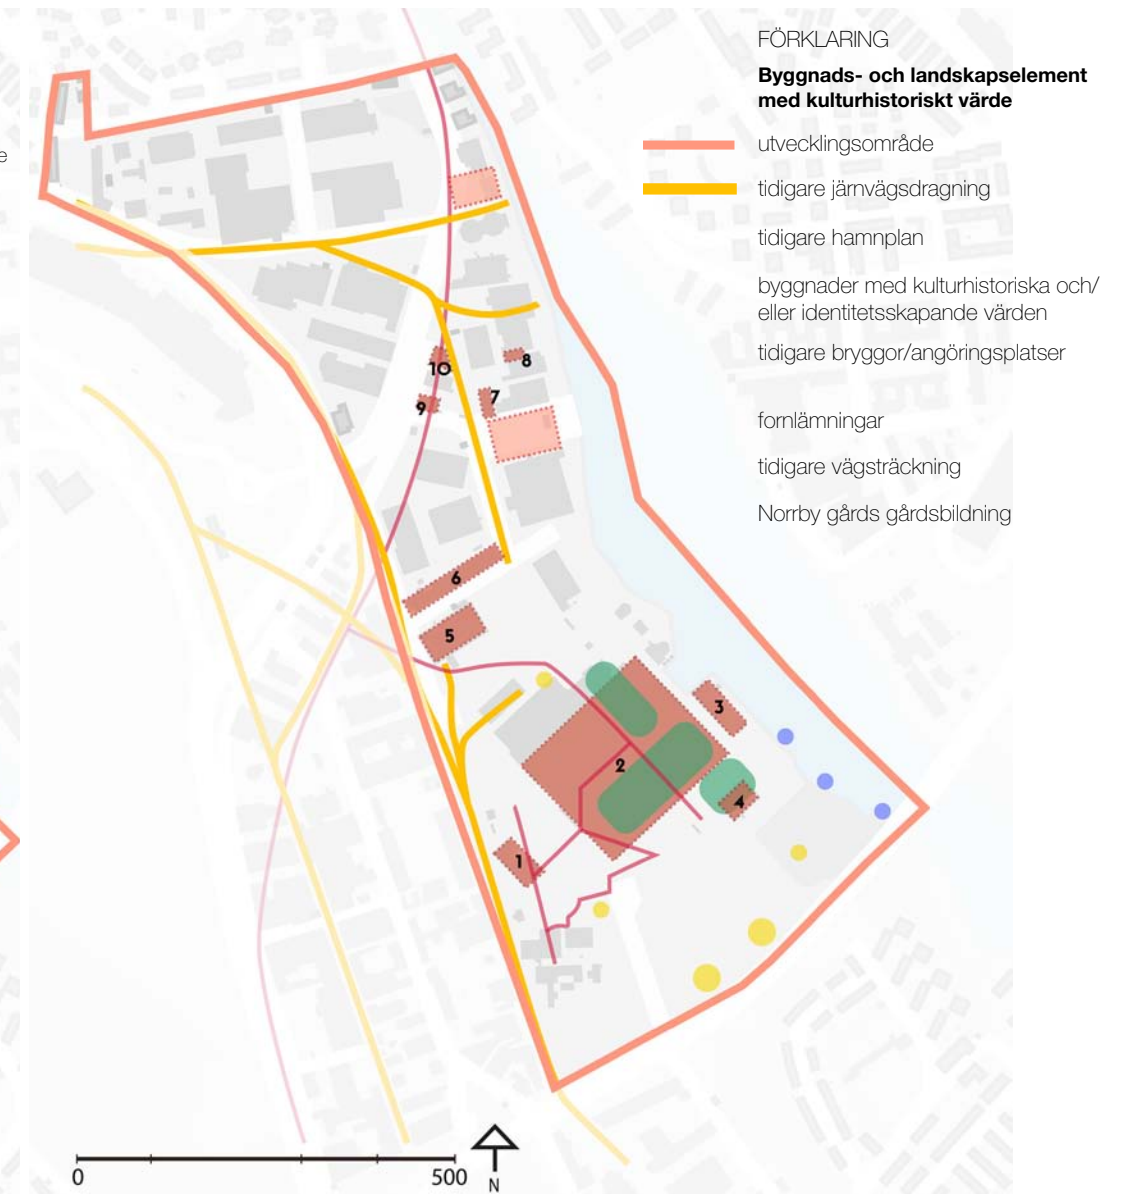 FÖRKLARING
Byggnads- och landskapselement
med kulturhistoriskt värde
utvecklingsområde
tidigare järnvägsdragning
tidigare hamnplan
byggnader med kulturhistoriska och/
eller identitetsskapande värden
tidigare bryggor/angöringsplatser
fornlämningar
tidigare vägsträckning
Norrby gårds gårdsbildning
e
10
8
9
7
6
5
3
2
4
1
0
500
N